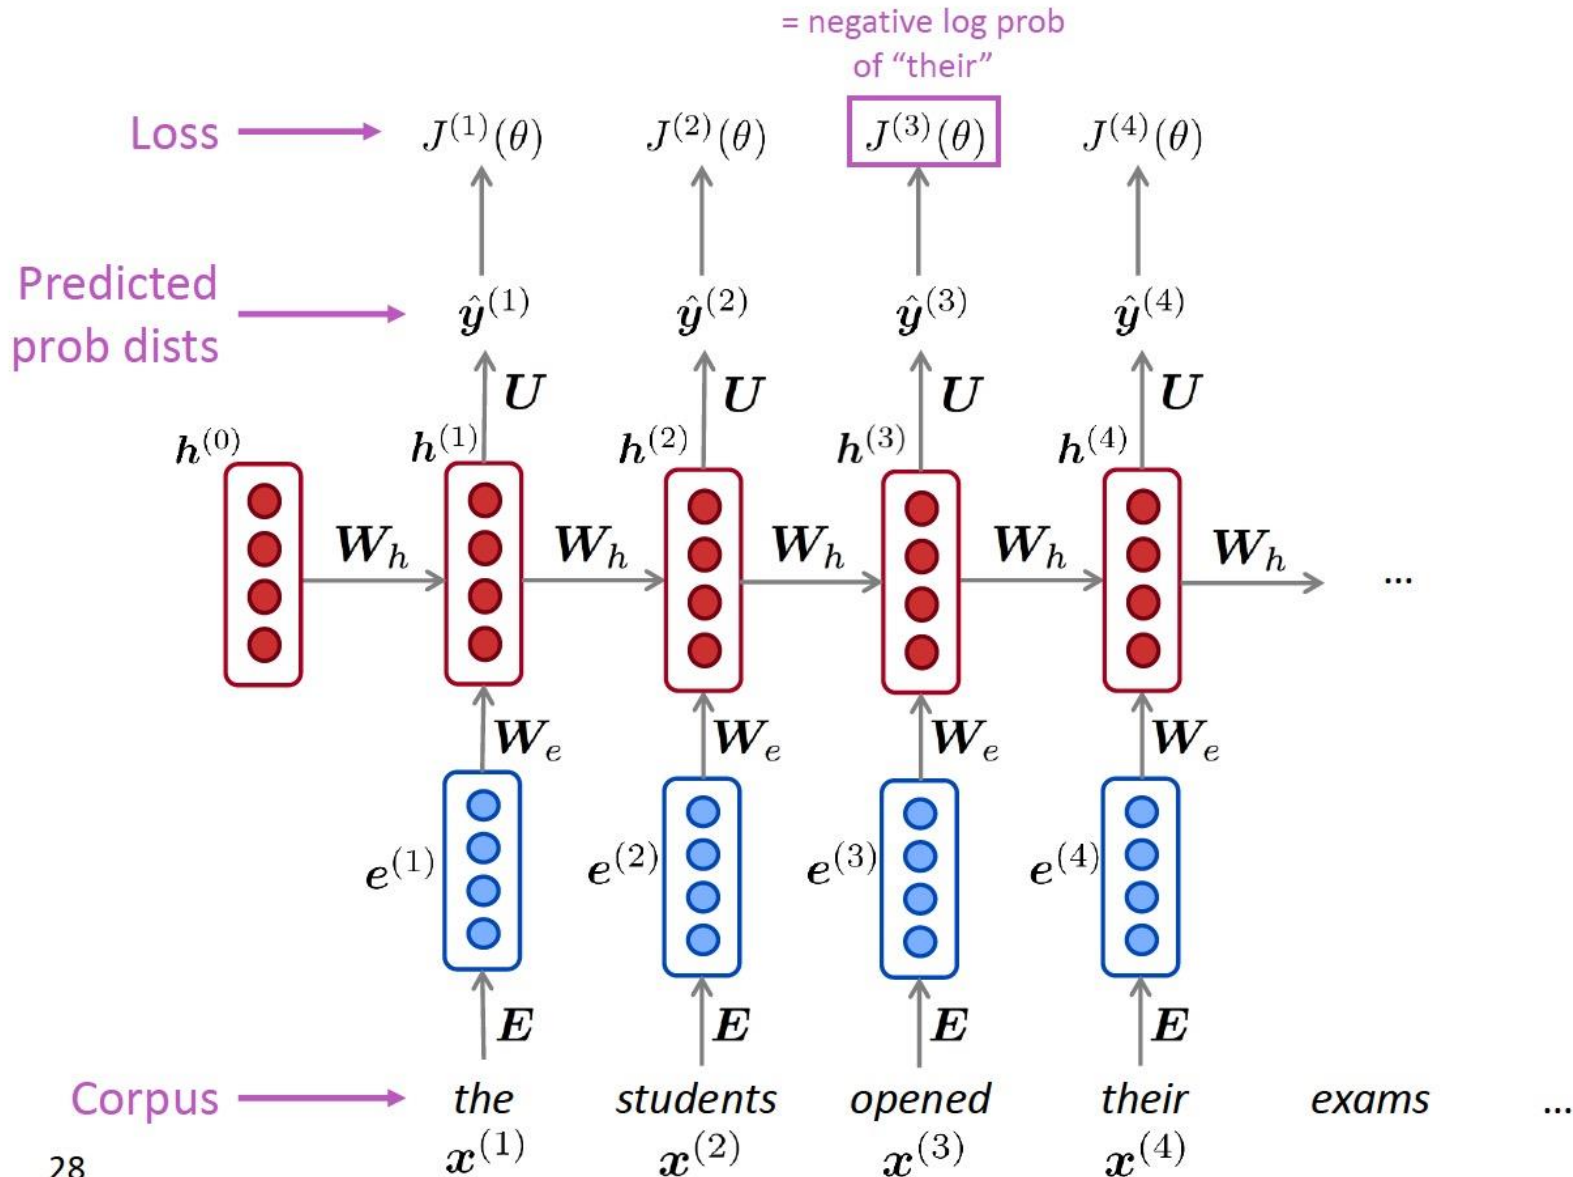 = negative log prob
of “their”
Loss J⁽¹⁾(θ) J⁽²⁾(θ) J⁽³⁾(θ) J⁽⁴⁾(θ)
Predicted
prob dists
ŷ⁽¹⁾ ŷ⁽²⁾ ŷ⁽³⁾ ŷ⁽⁴⁾
U U U U
h⁽⁰⁾ h⁽¹⁾ h⁽²⁾ h⁽³⁾ h⁽⁴⁾
Wₕ Wₕ Wₕ Wₕ Wₕ ...
Wₑ Wₑ Wₑ Wₑ
e⁽¹⁾ e⁽²⁾ e⁽³⁾ e⁽⁴⁾
E E E E
Corpus the students opened their exams ...
x⁽¹⁾ x⁽²⁾ x⁽³⁾ x⁽⁴⁾
28